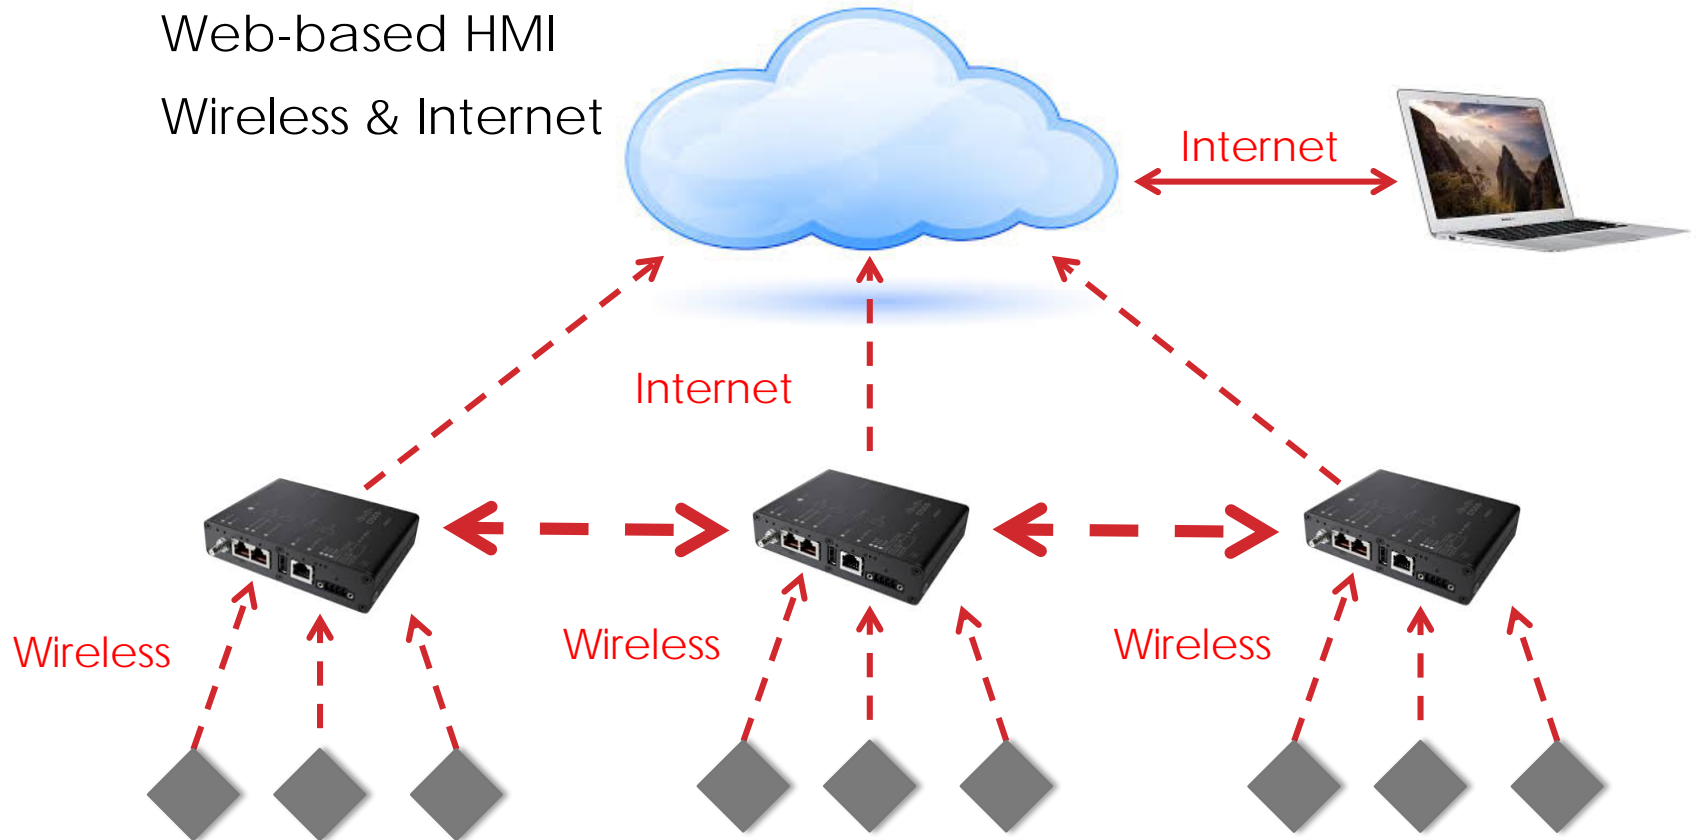 Web-based HMI
Wireless & Internet
Internet
Internet
Wireless
Wireless
Wireless